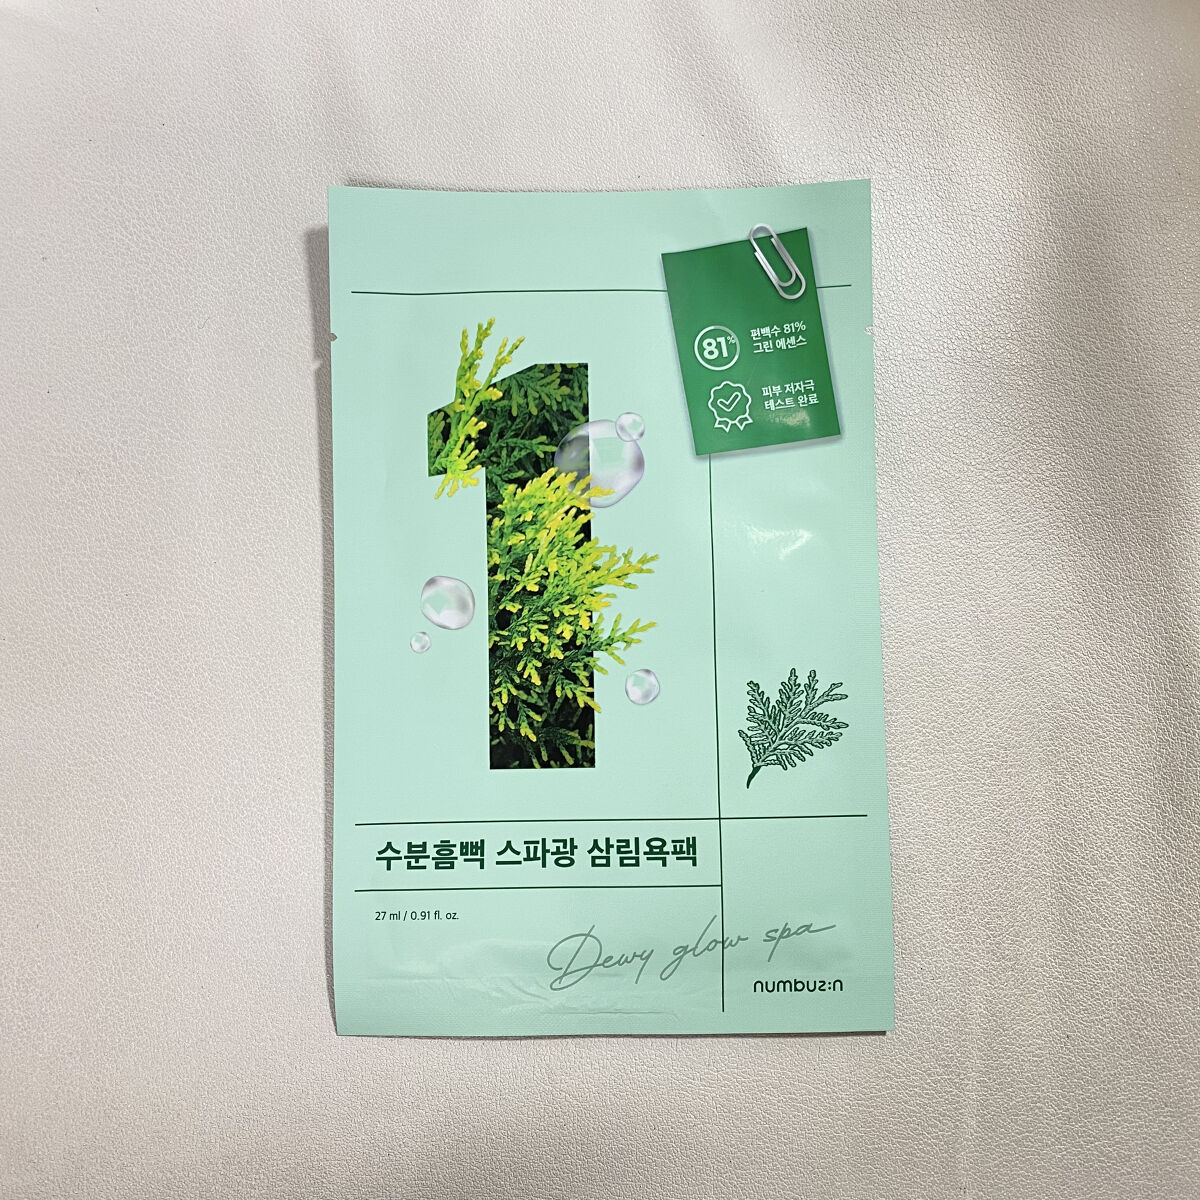 81%
편백수 81%
그린 에센스
피부 저자극
테스트 완료
1
수분흠뻑 스파광 삼림욕팩
27 ml / 0.91 fl. oz.
Dewy glow spa
numbuz:n